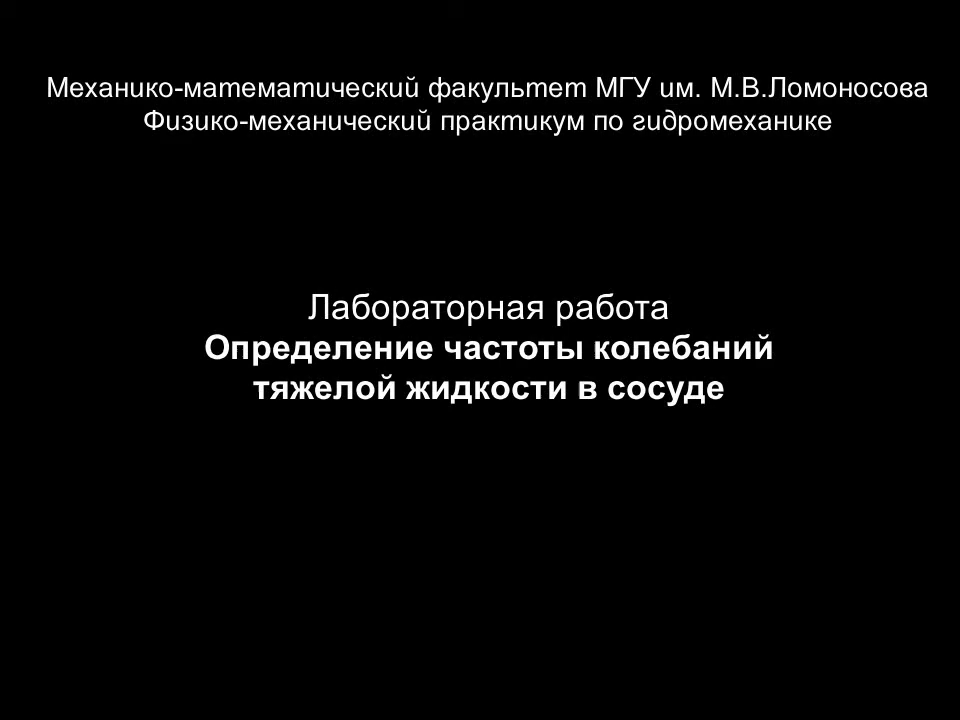 Механико-математический факультет МГУ им. М.В.Ломоносова
Физико-механический практикум по гидромеханике
Лабораторная работа
Определение частоты колебаний
тяжелой жидкости в сосуде